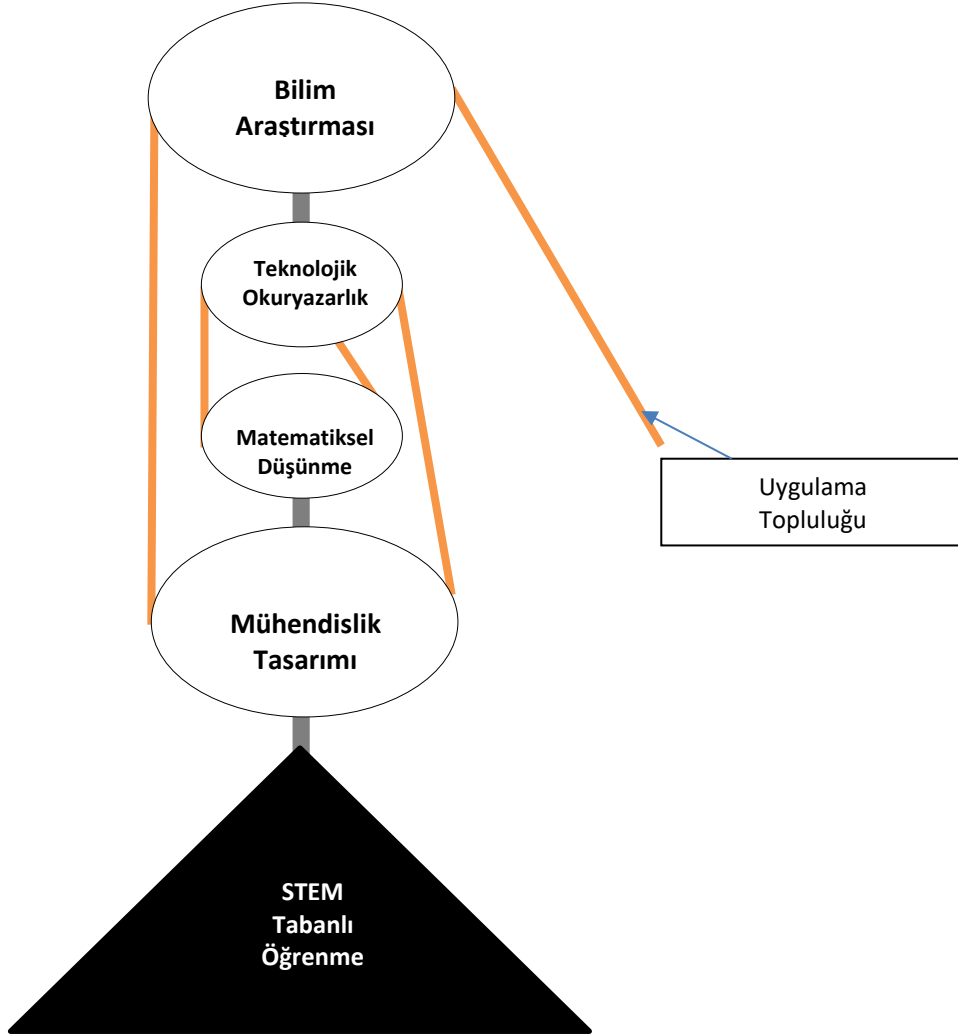 Bilim
Araştırması
Teknolojik
Okuryazarlık
Matematiksel
Düşünme
Uygulama
Topluluğu
Mühendislik
Tasarımı
STEM
Tabanlı
Öğrenme